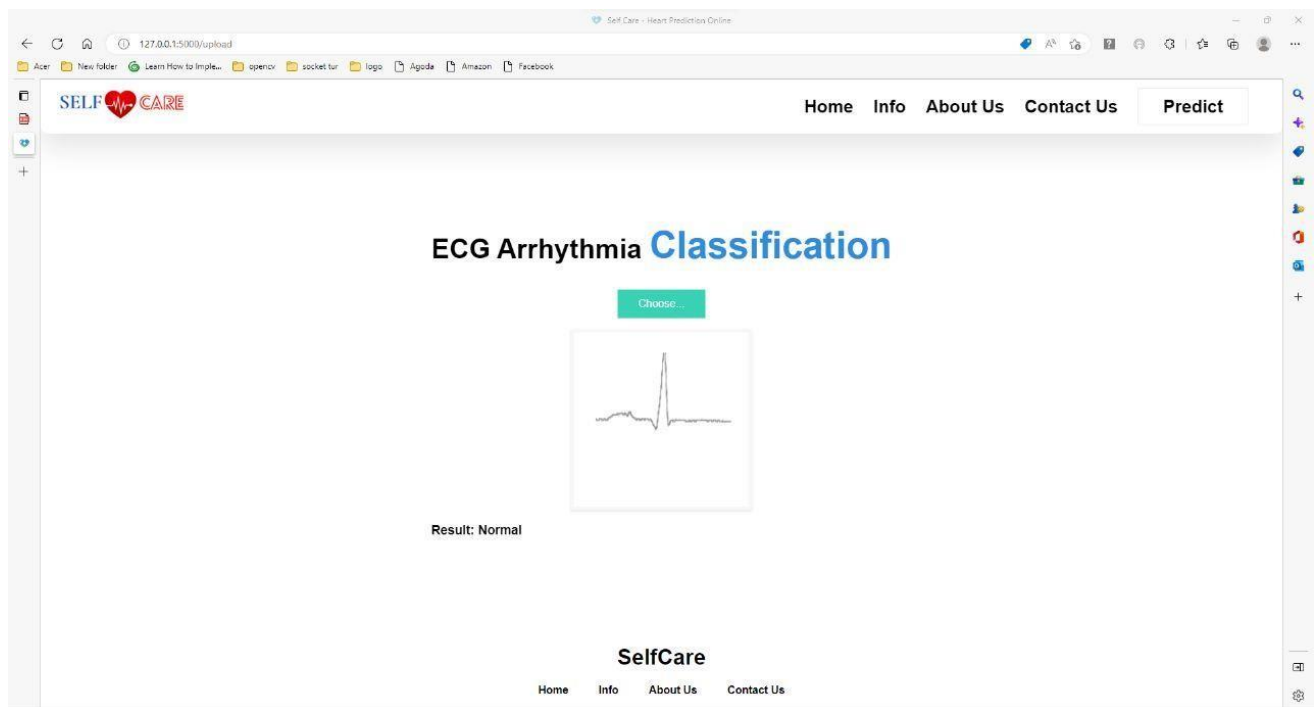 Self Care - Heart Prediction Online
127.0.0.1:5000/upload
Acer New folder Learn How to Imple... opencv socket tur logo Agoda Amazon Facebook
SELF CARE Home Info About Us Contact Us Predict
ECG Arrhythmia Classification
Choose...
Result: Normal
SelfCare
Home Info About Us Contact Us